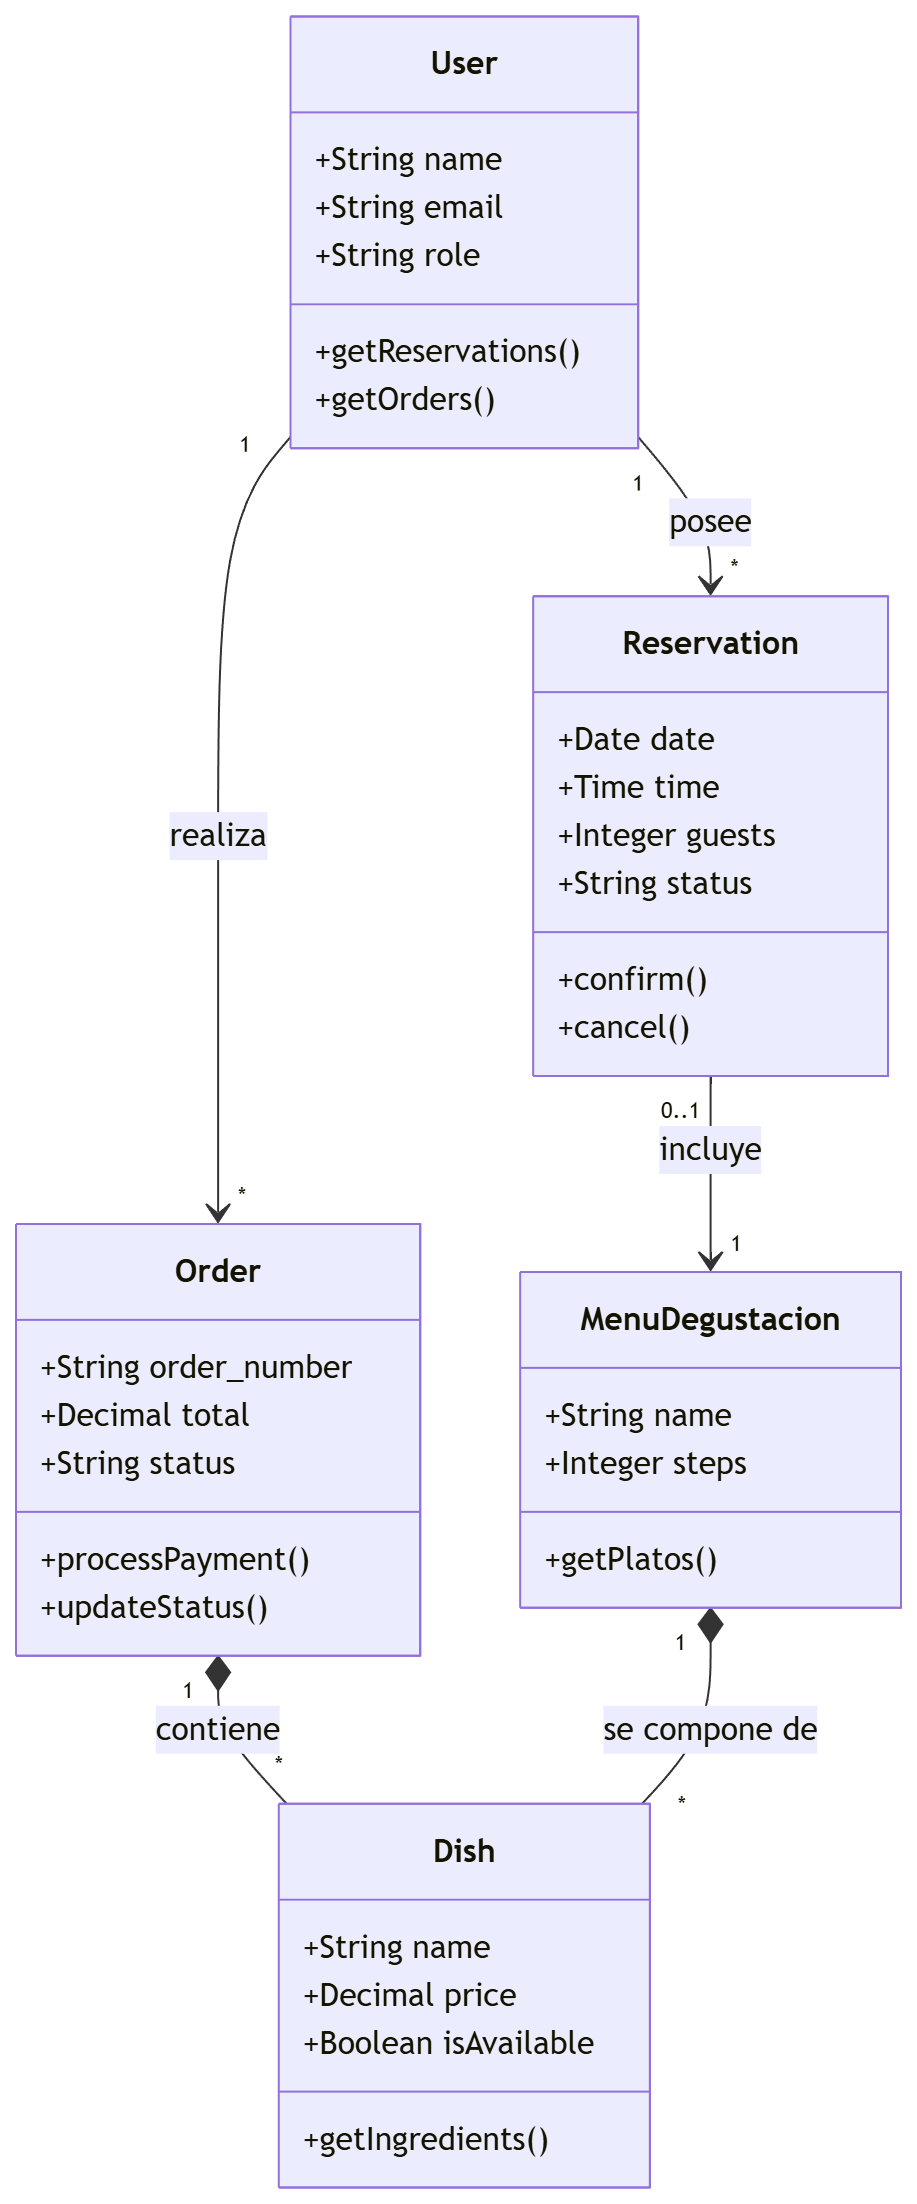 User
+String name
+String email
+String role
+getReservations()
+getOrders()
1
1
posee
*
Reservation
+Date date
+Time time
+Integer guests
+String status
+confirm()
+cancel()
realiza
0..1
incluye
*
1
Order
+String order_number
+Decimal total
+String status
+processPayment()
+updateStatus()
MenuDegustacion
+String name
+Integer steps
+getPlatos()
1
contiene
*
1
se compone de
*
Dish
+String name
+Decimal price
+Boolean isAvailable
+getIngredients()